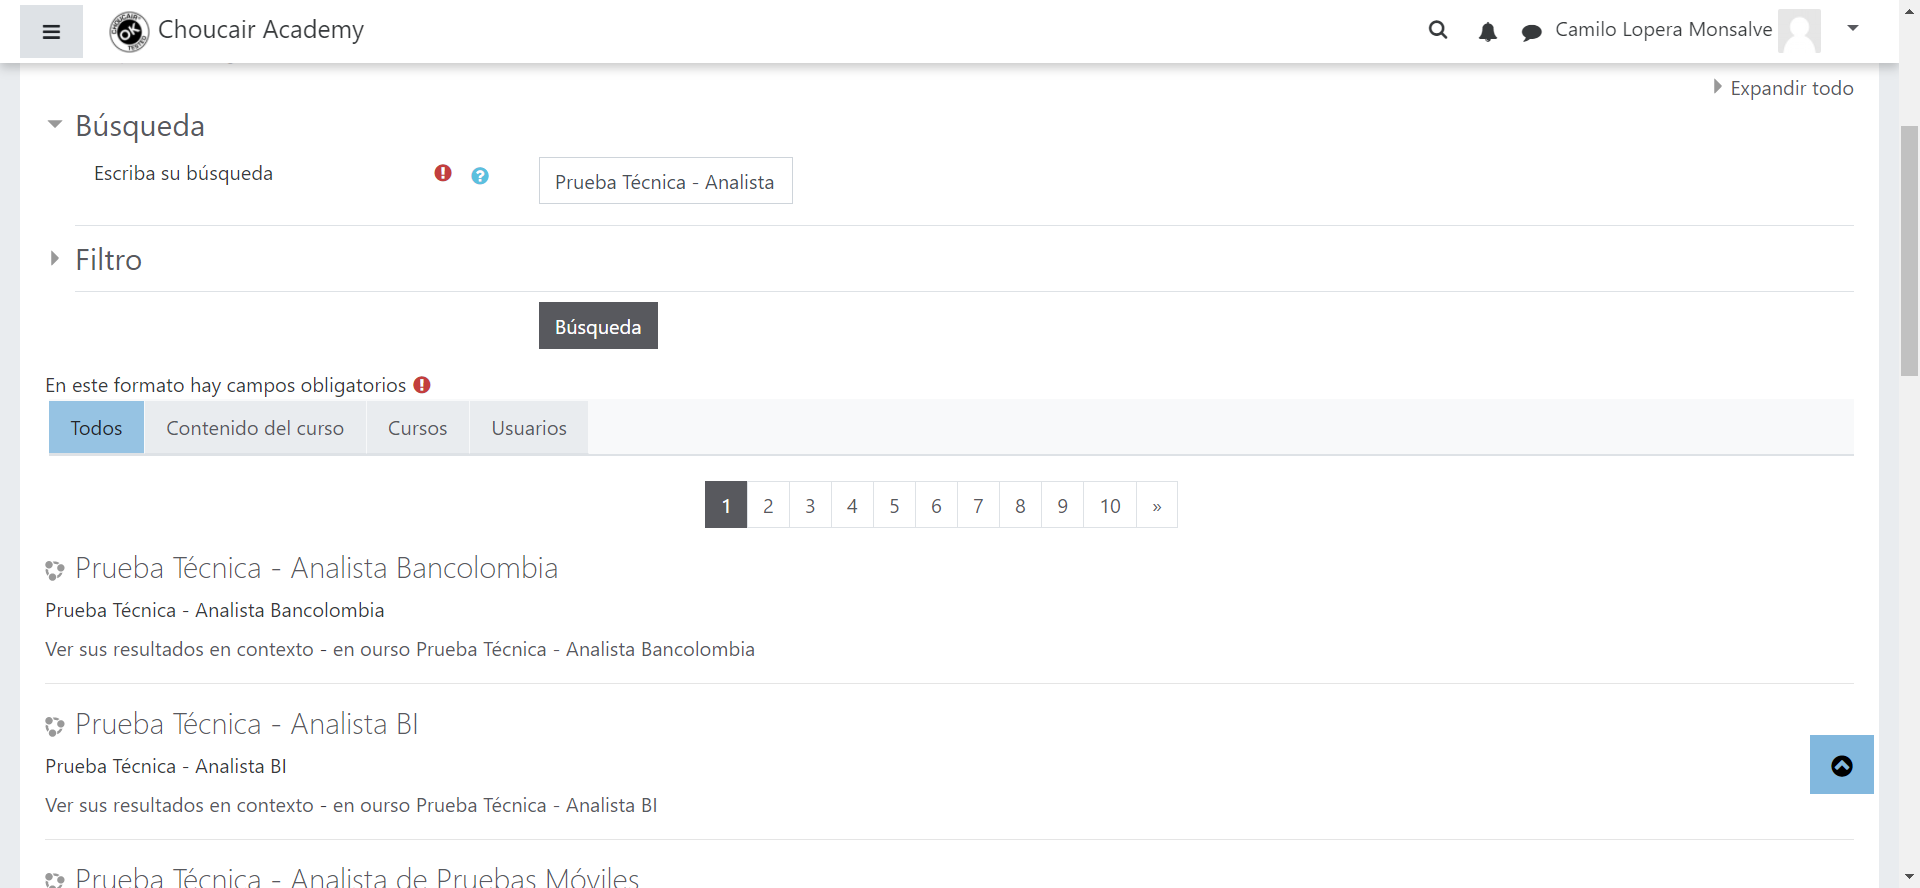 Choucair Academy
Camilo Lopera Monsalve
Expandir todo
Búsqueda
Escriba su búsqueda
Prueba Técnica - Analista
Filtro
Búsqueda
En este formato hay campos obligatorios
Todos Contenido del curso Cursos Usuarios
1 2 3 4 5 6 7 8 9 10 »
Prueba Técnica - Analista Bancolombia
Prueba Técnica - Analista Bancolombia
Ver sus resultados en contexto - en ourso Prueba Técnica - Analista Bancolombia
Prueba Técnica - Analista BI
Prueba Técnica - Analista BI
Ver sus resultados en contexto - en ourso Prueba Técnica - Analista BI
Prueba Técnica - Analista de Pruebas Móviles